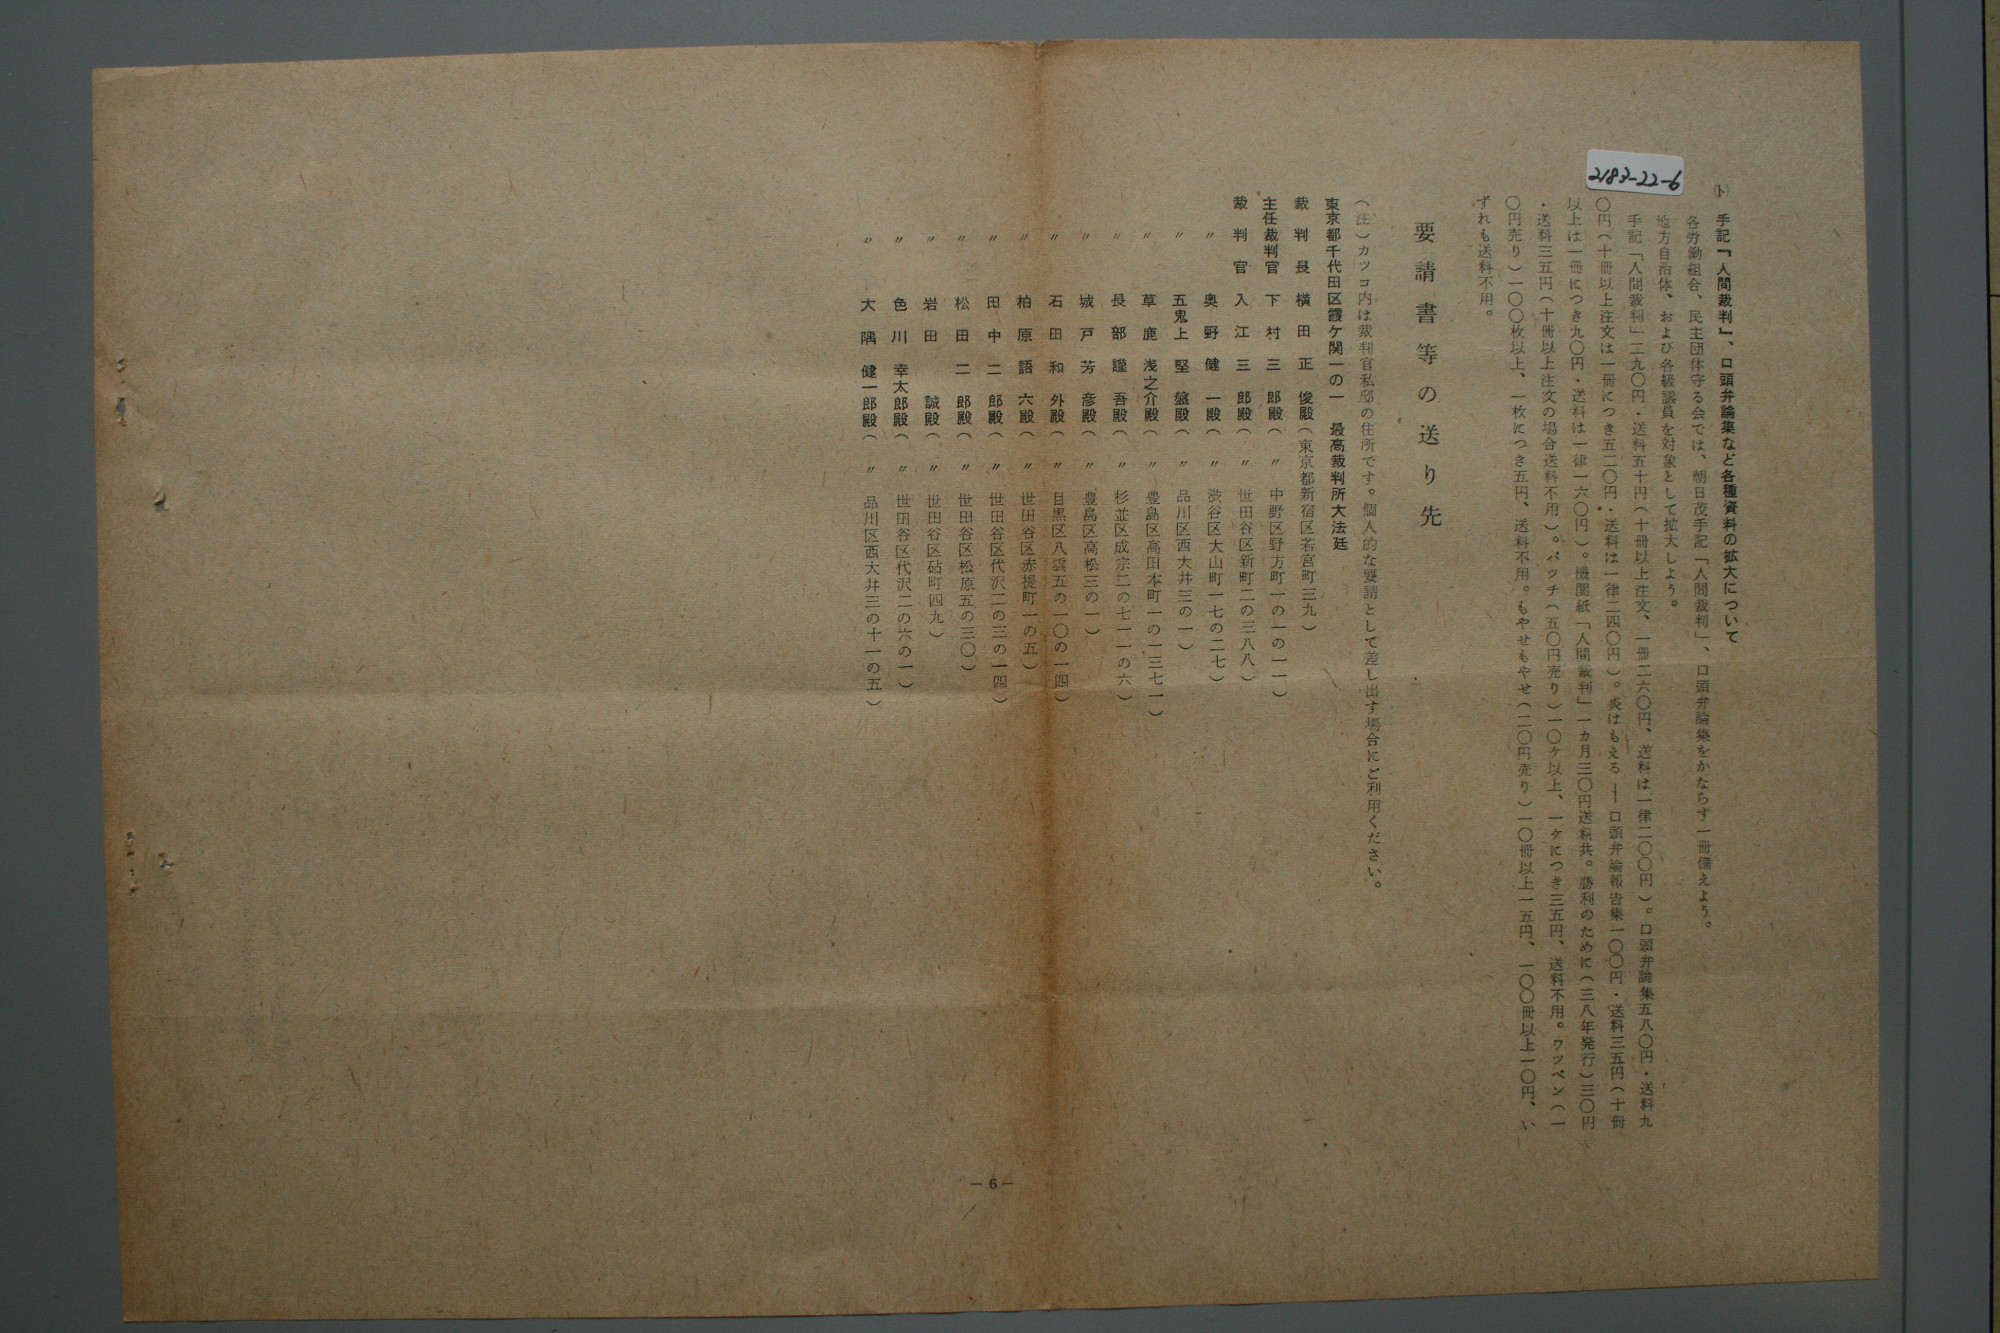 2183-22-6
(ト) 手記『人間裁判』、口頭弁論集など各種資料の拡大について
各労働組合、民主団体守る会では、朝日茂手記「人間裁判」、口頭弁論集をかならず一冊備えよう。
地方自治体、および各級議員を対象として拡大しよう。
手記「人間裁判」二九〇円・送料五十円(十冊以上注文、一冊二六〇円、送料は一律二〇〇円)。口頭弁論集五八〇円・送料九
〇円(十冊以上注文は一冊につき五二〇円・送料は一律二四〇円)。炎はもえる――口頭弁論報告集一〇〇円・送料三五円(十冊
以上は一冊につき九〇円・送料は一律一六〇円)。機関紙「人間裁判」一カ月三〇円送料共。勝利のために(三八年発行)三〇円
・送料三五円(十冊以上注文の場合送料不用)。バッチ(五〇円売り)一〇ケ以上、一ケにつき三五円、送料不用。ワッペン(一
〇円売り)一〇〇枚以上、一枚につき五円、送料不用。もやせもやせ(二〇円売り)一〇冊以上一五円、一〇〇冊以上一〇円、い
ずれも送料不用。
要請書等の送り先
(注)カツコ内は裁判官私邸の住所です。個人的な要請として差し出す場合にご利用ください。
東京都千代田区霞ケ関一の一 最高裁判所大法廷
裁判長 横田正俊殿(東京都新宿区若宮町三九)
主任裁判官 下村三郎殿( 〃 中野区野方町一の一の一一)
裁判官 入江三郎殿( 〃 世田谷区新町二の三八八)
〃 奥野健一殿( 〃 渋谷区大山町一七の二七)
〃 五鬼上堅盤殿( 〃 品川区西大井三の一)
〃 草鹿浅之介殿( 〃 豊島区高田本町一の一三七一)
〃 長部謹吾殿( 〃 杉並区成宗二の七一一の六)
〃 城戸芳彦殿( 〃 豊島区高松三の一)
〃 石田和外殿( 〃 目黒区八雲五の一〇の一四)
〃 柏原語六殿( 〃 世田谷区赤堤町一の五)
〃 田中二郎殿( 〃 世田谷区代沢二の三の一四)
〃 松田二郎殿( 〃 世田谷区松原五の三〇)
〃 岩田誠殿( 〃 世田谷区砧町四九)
〃 色川幸太郎殿( 〃 世田谷区代沢二の六の一)
〃 大隅健一郎殿( 〃 品川区西大井三の十一の五)
－6－